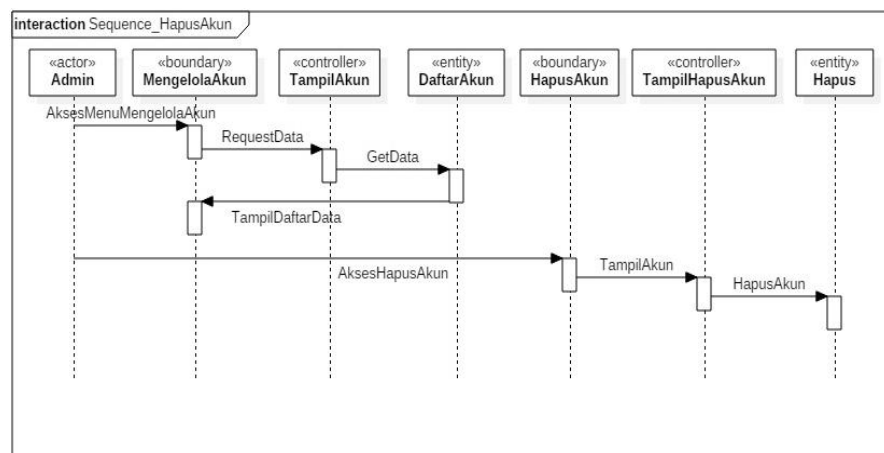 interaction Sequence_HapusAkun
«actor» «boundary» «controller» «entity» «boundary» «controller» «entity»
Admin MengelolaAkun TampilAkun DaftarAkun HapusAkun TampilHapusAkun Hapus
AksesMenuMengelolaAkun
RequestData
GetData
TampilDaftarData
AksesHapusAkun
TampilAkun
HapusAkun